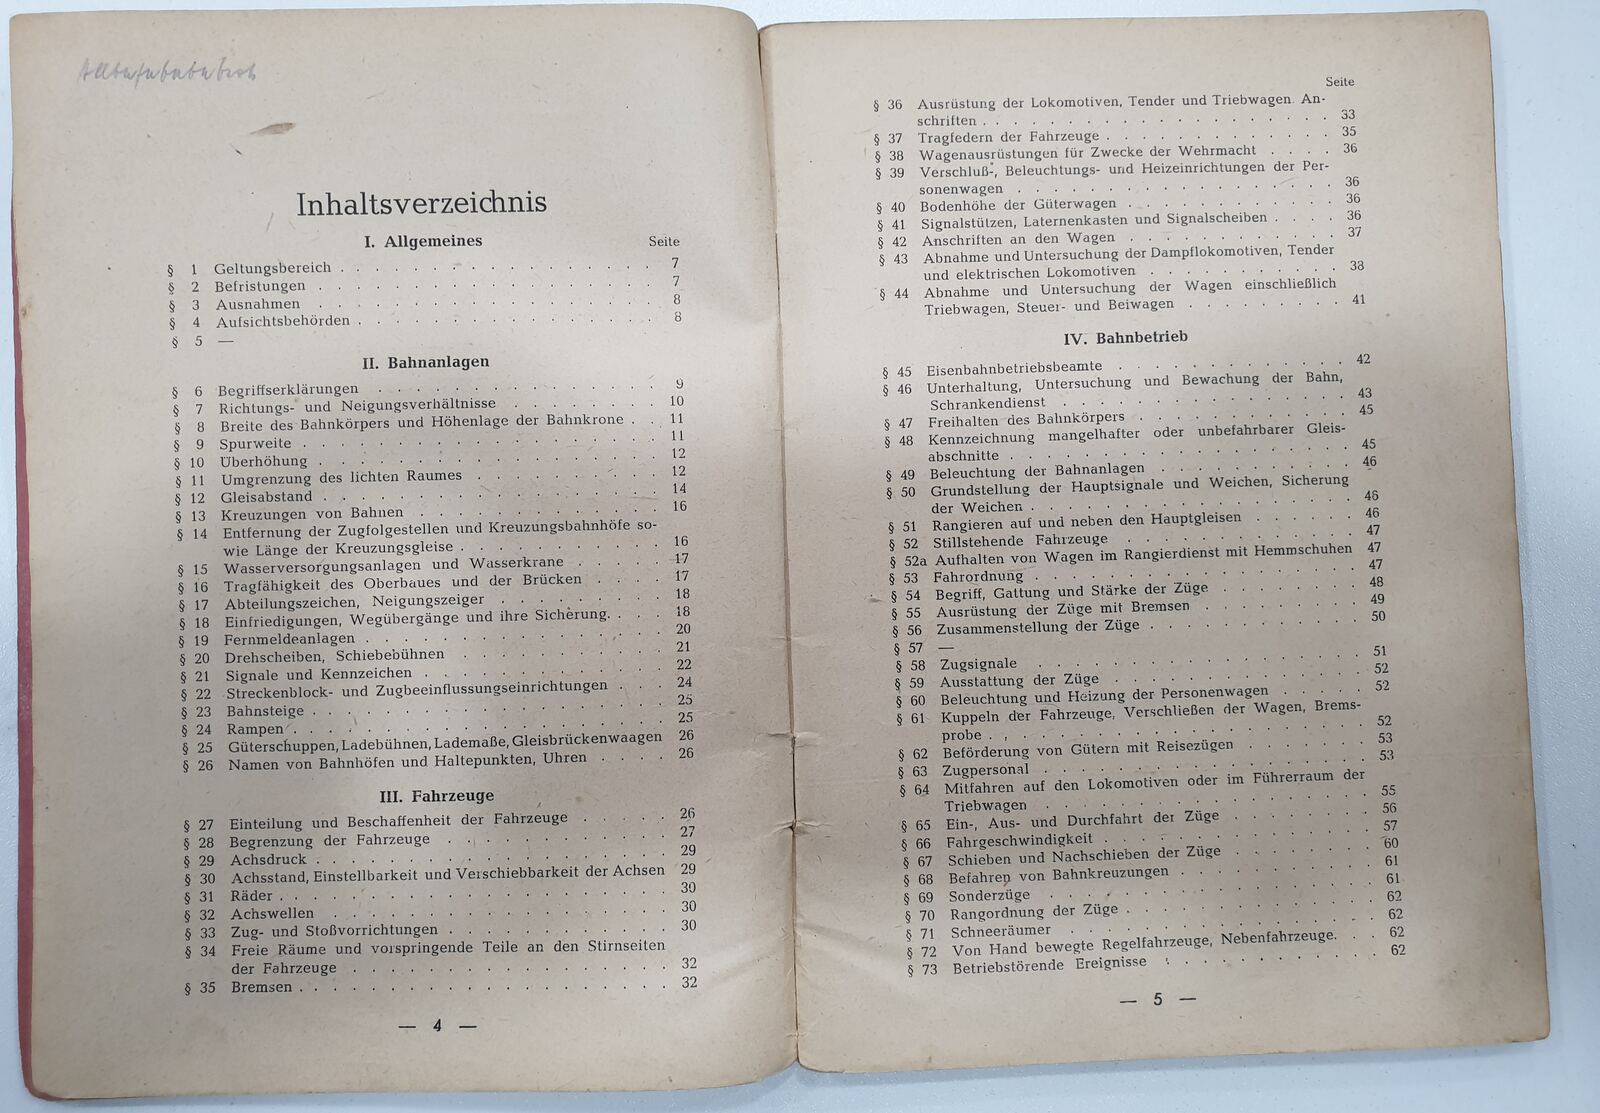 Inhaltsverzeichnis
I. Allgemeines Seite
§ 1 Geltungsbereich . . . . . . . . . . . . . . . . . 7
§ 2 Befristungen . . . . . . . . . . . . . . . . . . 7
§ 3 Ausnahmen . . . . . . . . . . . . . . . . . . 8
§ 4 Aufsichtsbehörden . . . . . . . . . . . . . . . . 8
§ 5 —
II. Bahnanlagen
§ 6 Begriffserklärungen . . . . . . . . . . . . . . . 9
§ 7 Richtungs- und Neigungsverhältnisse . . . . . . . . 10
§ 8 Breite des Bahnkörpers und Höhenlage der Bahnkrone . . 11
§ 9 Spurweite . . . . . . . . . . . . . . . . . . . 11
§ 10 Überhöhung . . . . . . . . . . . . . . . . . . 12
§ 11 Umgrenzung des lichten Raumes . . . . . . . . . . 12
§ 12 Gleisabstand . . . . . . . . . . . . . . . . . . 14
§ 13 Kreuzungen von Bahnen . . . . . . . . . . . . . 16
§ 14 Entfernung der Zugfolgestellen und Kreuzungsbahnhöfe so-
wie Länge der Kreuzungsgleise . . . . . . . . . . . 16
§ 15 Wasserversorgungsanlagen und Wasserkrane . . . . . 17
§ 16 Tragfähigkeit des Oberbaues und der Brücken . . . . 17
§ 17 Abteilungszeichen, Neigungszeiger . . . . . . . . . 18
§ 18 Einfriedigungen, Wegübergänge und ihre Sicherung. . . . 18
§ 19 Fernmeldeanlagen . . . . . . . . . . . . . . . . 20
§ 20 Drehscheiben, Schiebebühnen . . . . . . . . . . . 21
§ 21 Signale und Kennzeichen . . . . . . . . . . . . . 22
§ 22 Streckenblock- und Zugbeeinflussungseinrichtungen . . . 24
§ 23 Bahnsteige . . . . . . . . . . . . . . . . . . . 25
§ 24 Rampen . . . . . . . . . . . . . . . . . . . . 25
§ 25 Güterschuppen, Ladebühnen, Lademaße, Gleisbrückenwaagen 26
§ 26 Namen von Bahnhöfen und Haltepunkten, Uhren . . . . 26
III. Fahrzeuge
§ 27 Einteilung und Beschaffenheit der Fahrzeuge . . . . . 26
§ 28 Begrenzung der Fahrzeuge . . . . . . . . . . . . 27
§ 29 Achsdruck . . . . . . . . . . . . . . . . . . . 29
§ 30 Achsstand, Einstellbarkeit und Verschiebbarkeit der Achsen 29
§ 31 Räder . . . . . . . . . . . . . . . . . . . . . 30
§ 32 Achswellen . . . . . . . . . . . . . . . . . . . 30
§ 33 Zug- und Stoßvorrichtungen . . . . . . . . . . . . 30
§ 34 Freie Räume und vorspringende Teile an den Stirnseiten
der Fahrzeuge . . . . . . . . . . . . . . . . . 32
§ 35 Bremsen . . . . . . . . . . . . . . . . . . . . 32
— 4 —
Seite
§ 36 Ausrüstung der Lokomotiven, Tender und Triebwagen. An-
schriften . . . . . . . . . . . . . . . . . . . 33
§ 37 Tragfedern der Fahrzeuge . . . . . . . . . . . . . 35
§ 38 Wagenausrüstungen für Zwecke der Wehrmacht . . . . 36
§ 39 Verschluß-, Beleuchtungs- und Heizeinrichtungen der Per-
sonenwagen . . . . . . . . . . . . . . . . . . 36
§ 40 Bodenhöhe der Güterwagen . . . . . . . . . . . . 36
§ 41 Signalstützen, Laternenkasten und Signalscheiben . . . . 36
§ 42 Anschriften an den Wagen . . . . . . . . . . . . 37
§ 43 Abnahme und Untersuchung der Dampflokomotiven, Tender
und elektrischen Lokomotiven . . . . . . . . . . . 38
§ 44 Abnahme und Untersuchung der Wagen einschließlich
Triebwagen, Steuer- und Beiwagen . . . . . . . . . 41
IV. Bahnbetrieb
§ 45 Eisenbahnbetriebsbeamte . . . . . . . . . . . . . 42
§ 46 Unterhaltung, Untersuchung und Bewachung der Bahn,
Schrankendienst . . . . . . . . . . . . . . . . 43
§ 47 Freihalten des Bahnkörpers . . . . . . . . . . . . 45
§ 48 Kennzeichnung mangelhafter oder unbefahrbarer Gleis-
abschnitte . . . . . . . . . . . . . . . . . . . 45
§ 49 Beleuchtung der Bahnanlagen . . . . . . . . . . . 46
§ 50 Grundstellung der Hauptsignale und Weichen, Sicherung
der Weichen . . . . . . . . . . . . . . . . . . 46
§ 51 Rangieren auf und neben den Hauptgleisen . . . . . . 46
§ 52 Stillstehende Fahrzeuge . . . . . . . . . . . . . 47
§ 52a Aufhalten von Wagen im Rangierdienst mit Hemmschuhen 47
§ 53 Fahrordnung . . . . . . . . . . . . . . . . . . 47
§ 54 Begriff, Gattung und Stärke der Züge . . . . . . . . 48
§ 55 Ausrüstung der Züge mit Bremsen . . . . . . . . . 49
§ 56 Zusammenstellung der Züge . . . . . . . . . . . . 50
§ 57 —
§ 58 Zugsignale . . . . . . . . . . . . . . . . . . . 51
§ 59 Ausstattung der Züge . . . . . . . . . . . . . . 52
§ 60 Beleuchtung und Heizung der Personenwagen . . . . . 52
§ 61 Kuppeln der Fahrzeuge, Verschließen der Wagen, Brems-
probe . . . . . . . . . . . . . . . . . . . . . 52
§ 62 Beförderung von Gütern mit Reisezügen . . . . . . . 53
§ 63 Zugpersonal . . . . . . . . . . . . . . . . . . 53
§ 64 Mitfahren auf den Lokomotiven oder im Führerraum der
Triebwagen . . . . . . . . . . . . . . . . . . 55
§ 65 Ein-, Aus- und Durchfahrt der Züge . . . . . . . . 56
§ 66 Fahrgeschwindigkeit . . . . . . . . . . . . . . . 57
§ 67 Schieben und Nachschieben der Züge . . . . . . . . 60
§ 68 Befahren von Bahnkreuzungen . . . . . . . . . . . 61
§ 69 Sonderzüge . . . . . . . . . . . . . . . . . . . 61
§ 70 Rangordnung der Züge . . . . . . . . . . . . . . 62
§ 71 Schneeräumer . . . . . . . . . . . . . . . . . 62
§ 72 Von Hand bewegte Regelfahrzeuge, Nebenfahrzeuge. . . 62
§ 73 Betriebstörende Ereignisse . . . . . . . . . . . . 62
— 5 —